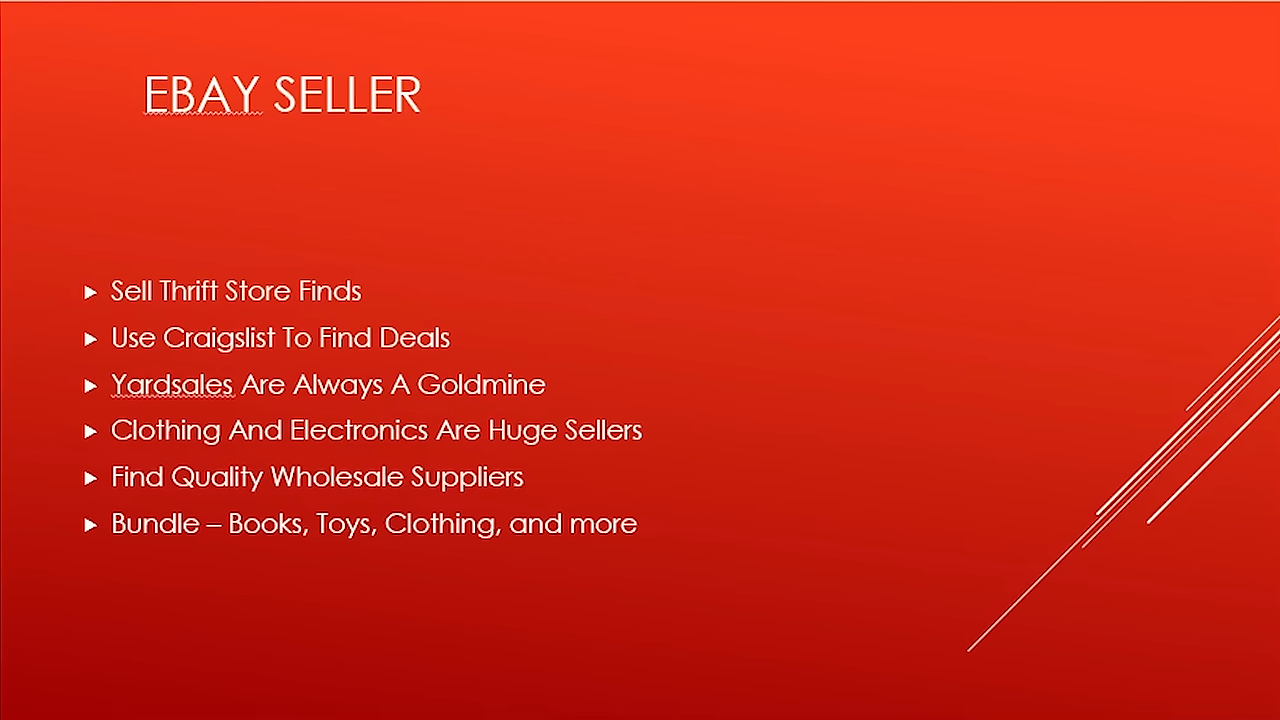 EBAY SELLER
Sell Thrift Store Finds
Use Craigslist To Find Deals
Yardsales Are Always A Goldmine
Clothing And Electronics Are Huge Sellers
Find Quality Wholesale Suppliers
Bundle – Books, Toys, Clothing, and more